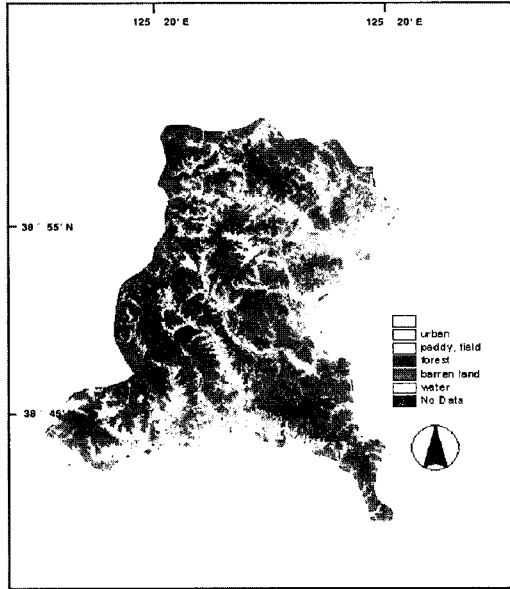 125° 20' E 125° 20' E
38° 55' N
38° 45'
urban
paddy, field
forest
barren land
water
No Data